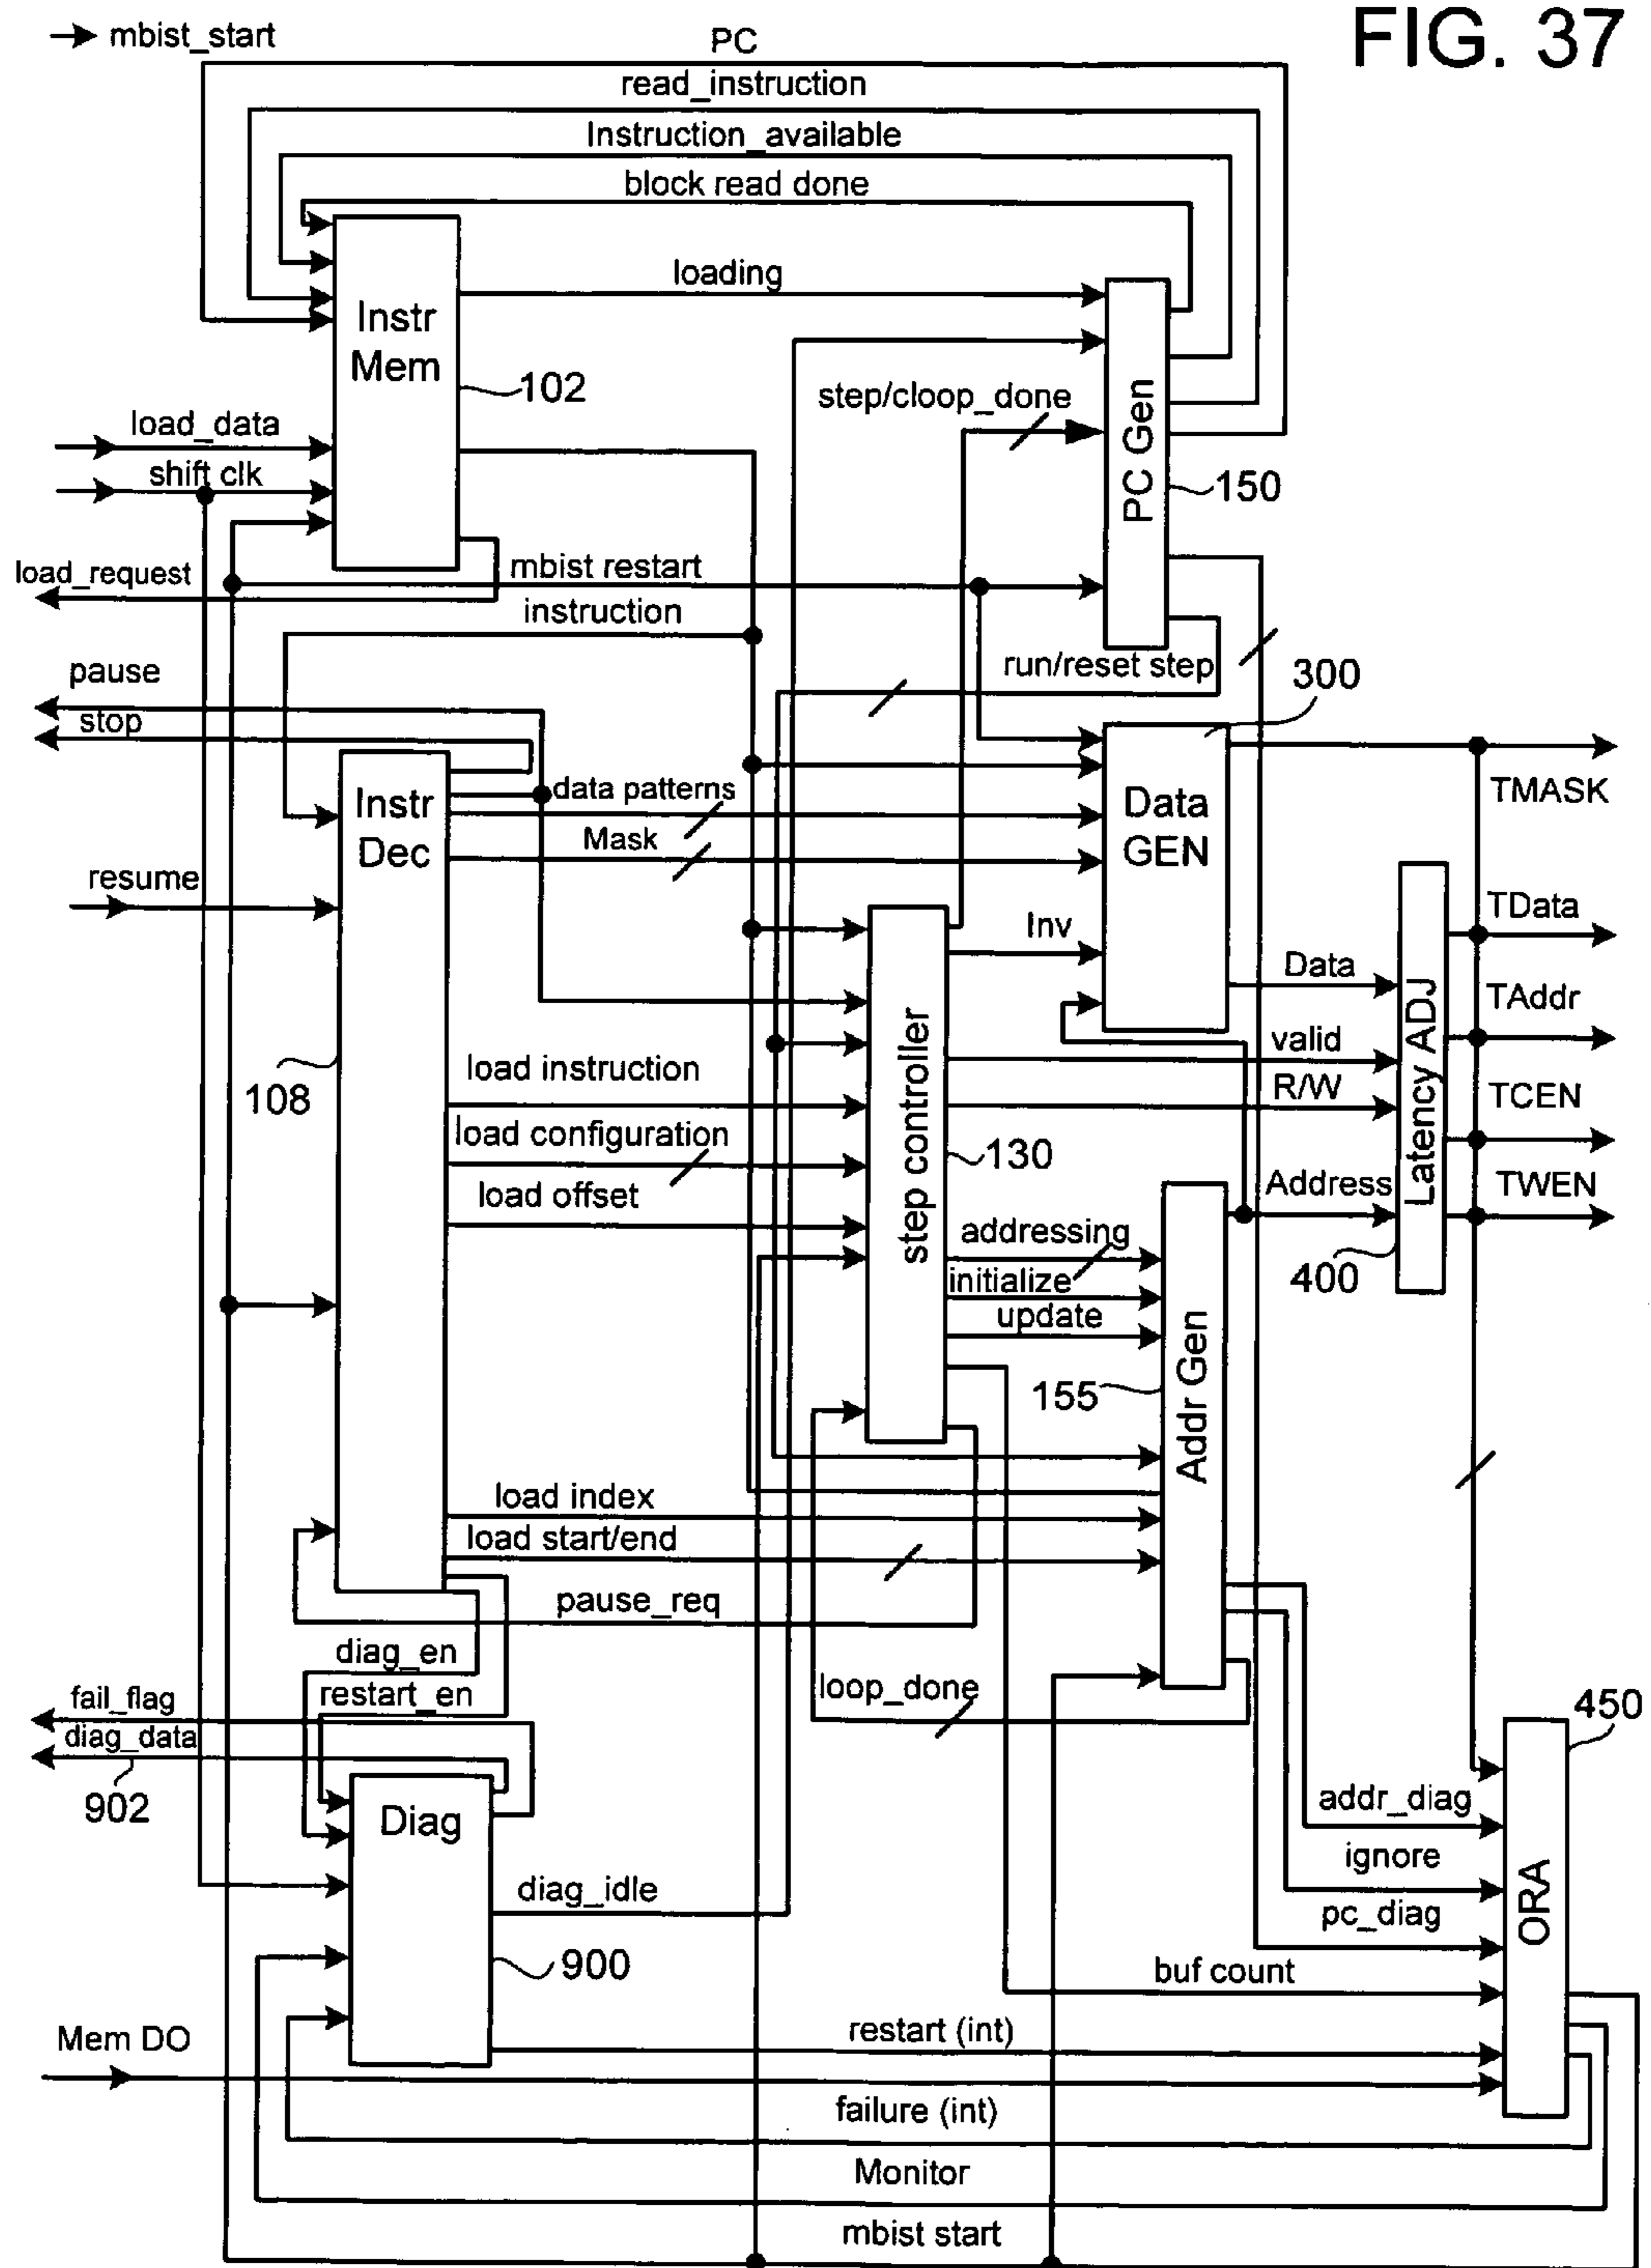 FIG. 37
mbist_start
PC
read_instruction
Instruction_available
block read done
loading
Instr
Mem
102
step/cloop_done
PC Gen
150
load_data
shift clk
load_request
mbist restart
instruction
run/reset step
300
pause
stop
Instr
Dec
data patterns
Mask
Data
GEN
TMASK
resume
Inv
Data
TData
TAddr
valid
R/W
TCEN
Latency ADJ
108
load instruction
load configuration
load offset
step controller
130
Address
TWEN
400
addressing
initialize
update
155
Addr Gen
load index
load start/end
pause_req
diag_en
restart_en
loop_done
fail_flag
diag_data
902
Diag
450
addr_diag
ignore
pc_diag
ORA
diag_idle
900
buf count
Mem DO
restart (int)
failure (int)
Monitor
mbist start